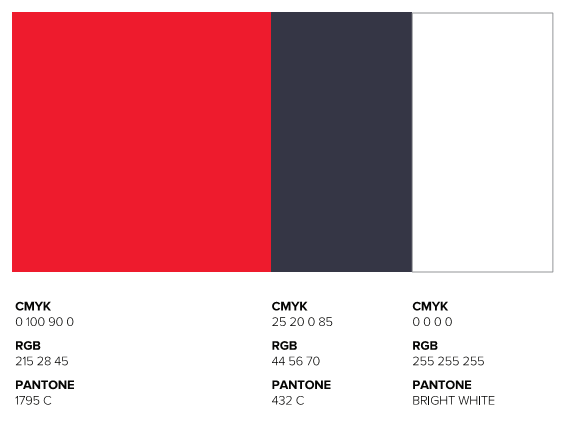 CMYK
0 100 90 0
RGB
215 28 45
PANTONE
1795 C
CMYK
25 20 0 85
RGB
44 56 70
PANTONE
432 C
CMYK
0 0 0 0
RGB
255 255 255
PANTONE
BRIGHT WHITE